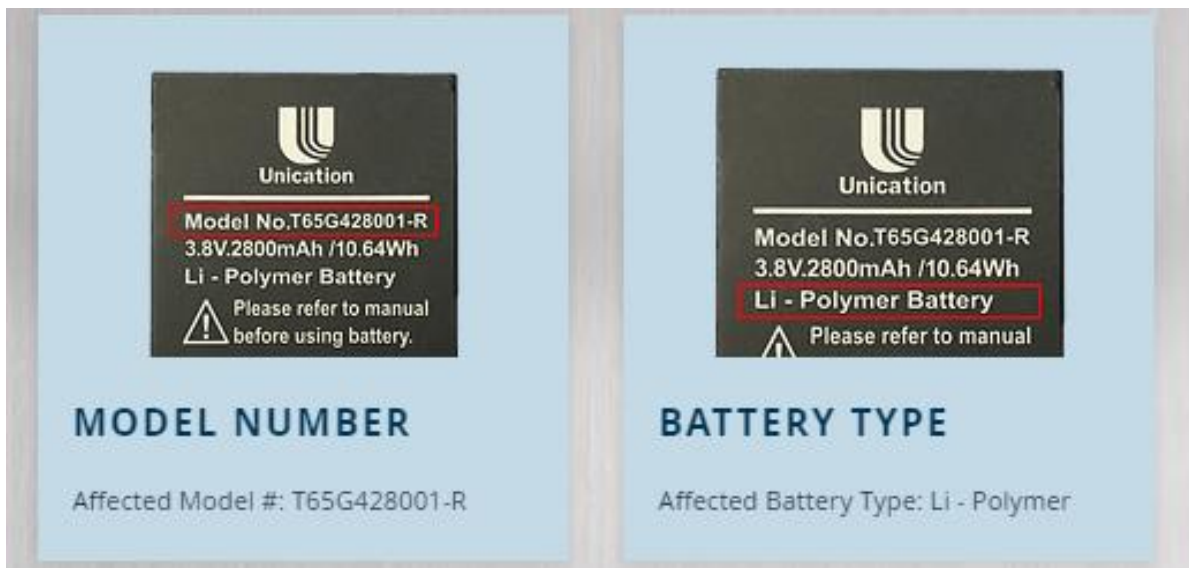 Unication
Model No.T65G428001-R
3.8V.2800mAh /10.64Wh
Li - Polymer Battery
Please refer to manual
before using battery.
MODEL NUMBER
Affected Model #: T65G428001-R
Unication
Model No.T65G428001-R
3.8V.2800mAh /10.64Wh
Li - Polymer Battery
Please refer to manual
BATTERY TYPE
Affected Battery Type: Li - Polymer